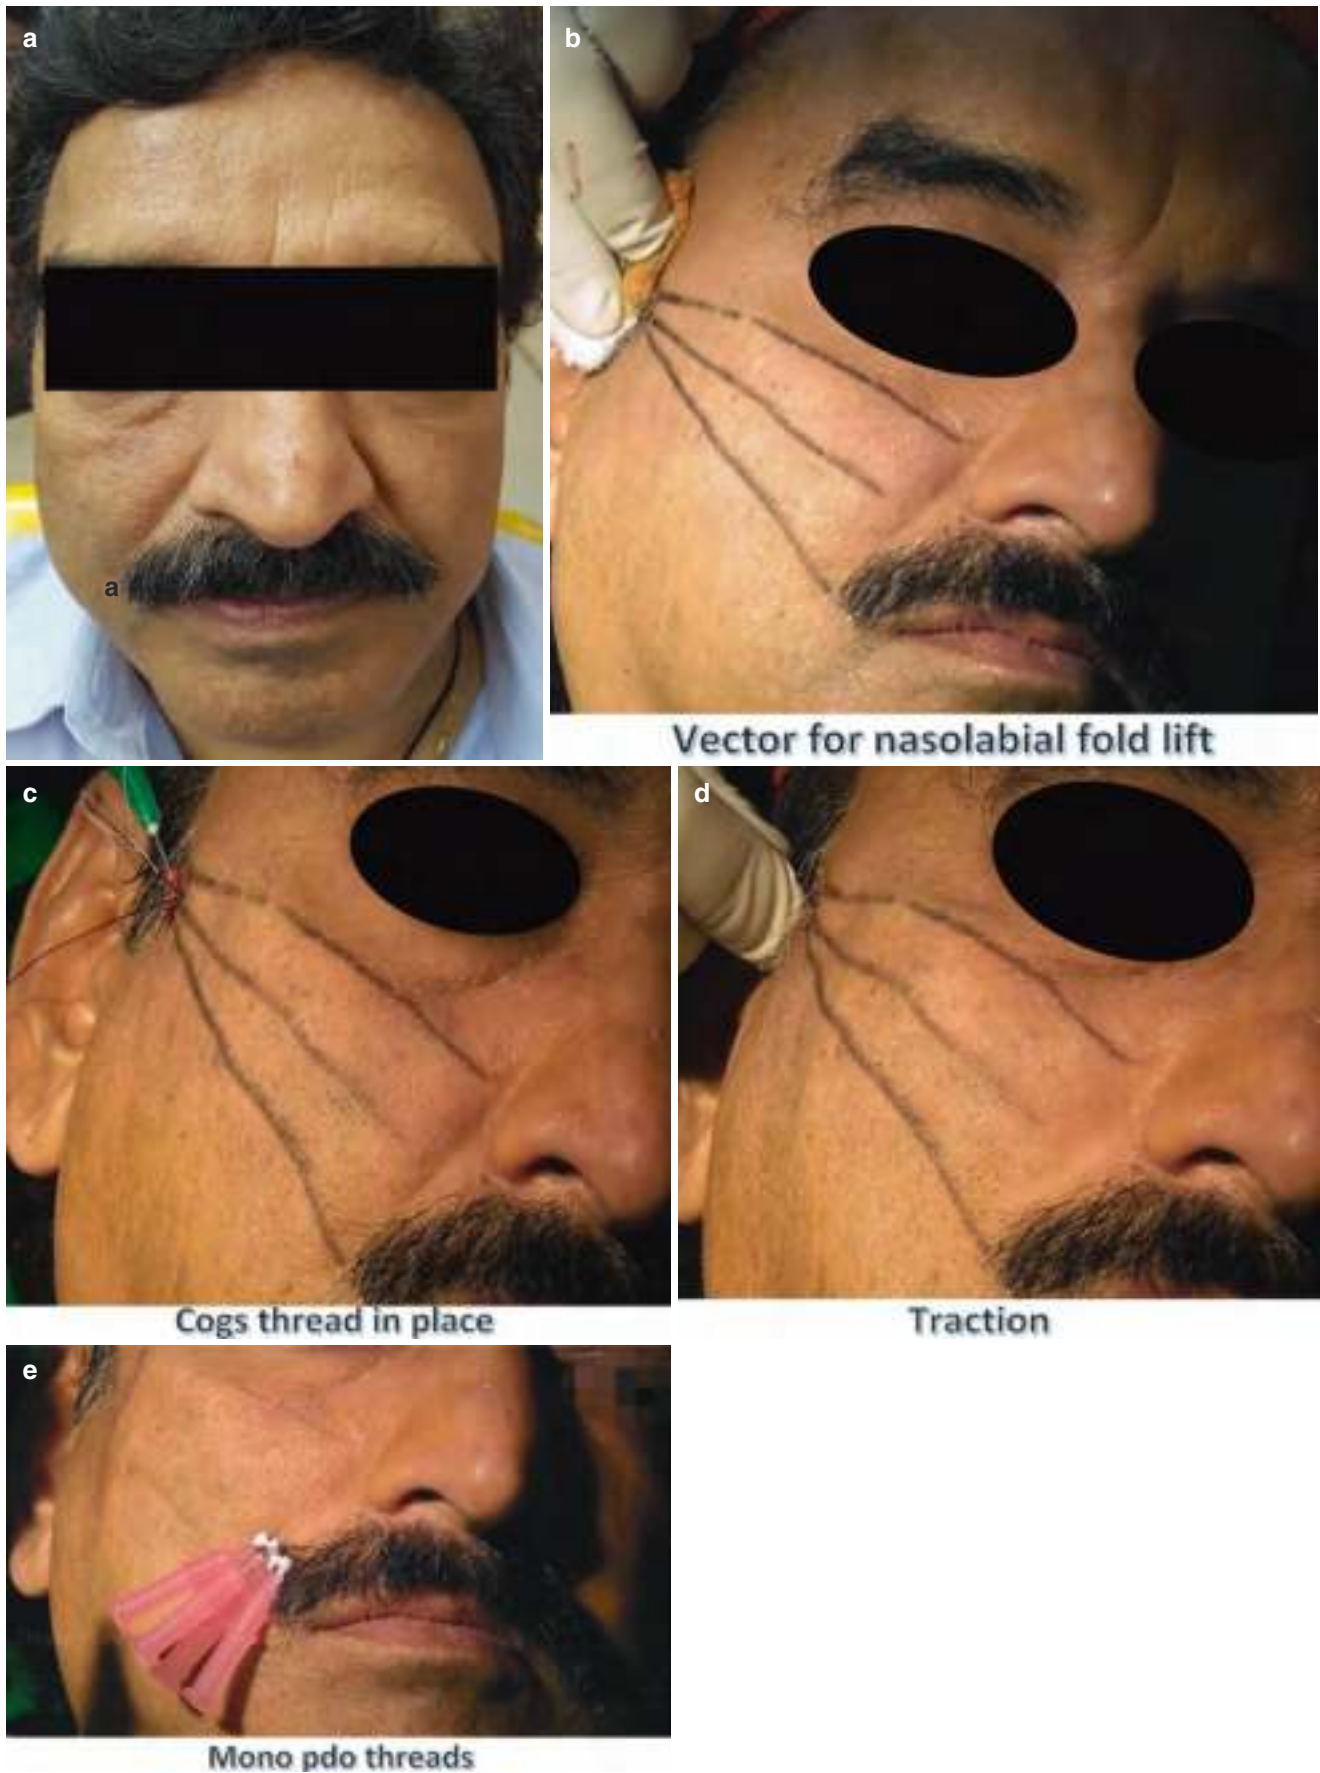 a
b
a
Vector for nasolabial fold lift
c
d
Cogs thread in place
Traction
e
Mono pdo threads